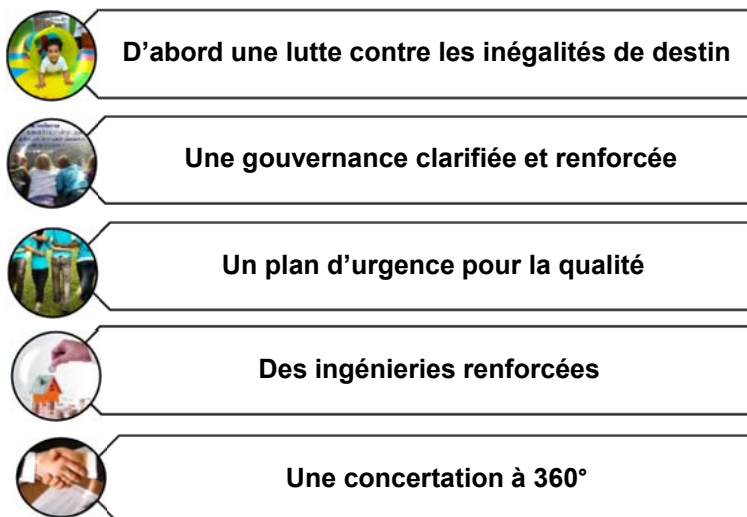 D’abord une lutte contre les inégalités de destin
Une gouvernance clarifiée et renforcée
Un plan d’urgence pour la qualité
Des ingénieries renforcées
Une concertation à 360°